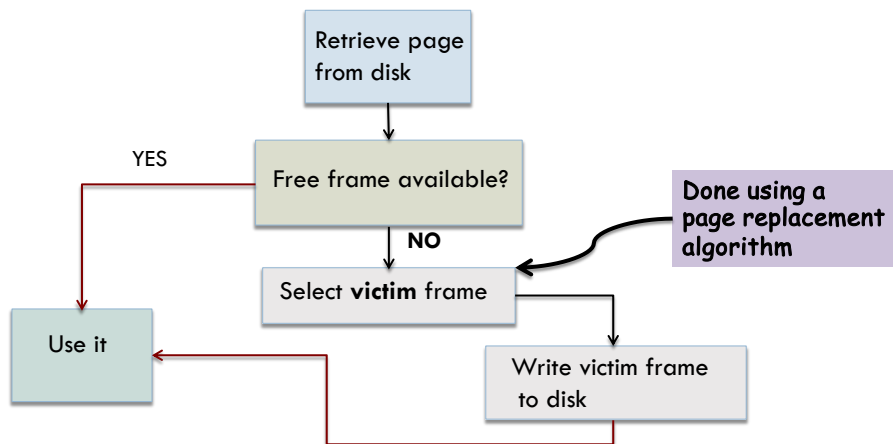 Retrieve page
from disk
YES
Free frame available?
Done using a
page replacement
algorithm
NO
Select victim frame
Use it
Write victim frame
to disk